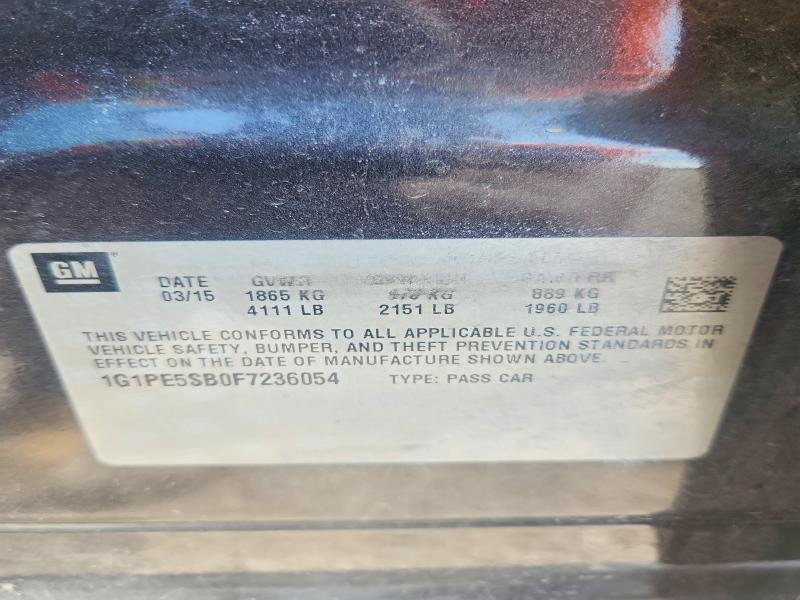 GM
DATE GVWR
03/15 1865 KG KG 889 KG
4111 LB 2151 LB 1960 LB
THIS VEHICLE CONFORMS TO ALL APPLICABLE U.S. FEDERAL MOTOR
VEHICLE SAFETY, BUMPER, AND THEFT PREVENTION STANDARDS IN
EFFECT ON THE DATE OF MANUFACTURE SHOWN ABOVE.
1G1PE5SB0F7236054 TYPE: PASS CAR